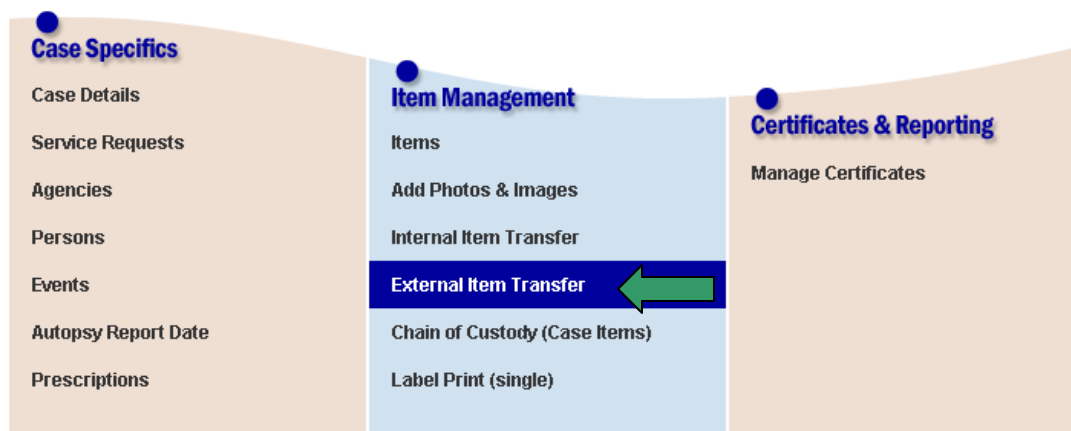 Case Specifics
Case Details
Service Requests
Agencies
Persons
Events
Autopsy Report Date
Prescriptions
Item Management
Items
Add Photos & Images
Internal Item Transfer
External Item Transfer
Chain of Custody (Case Items)
Label Print (single)
Certificates & Reporting
Manage Certificates